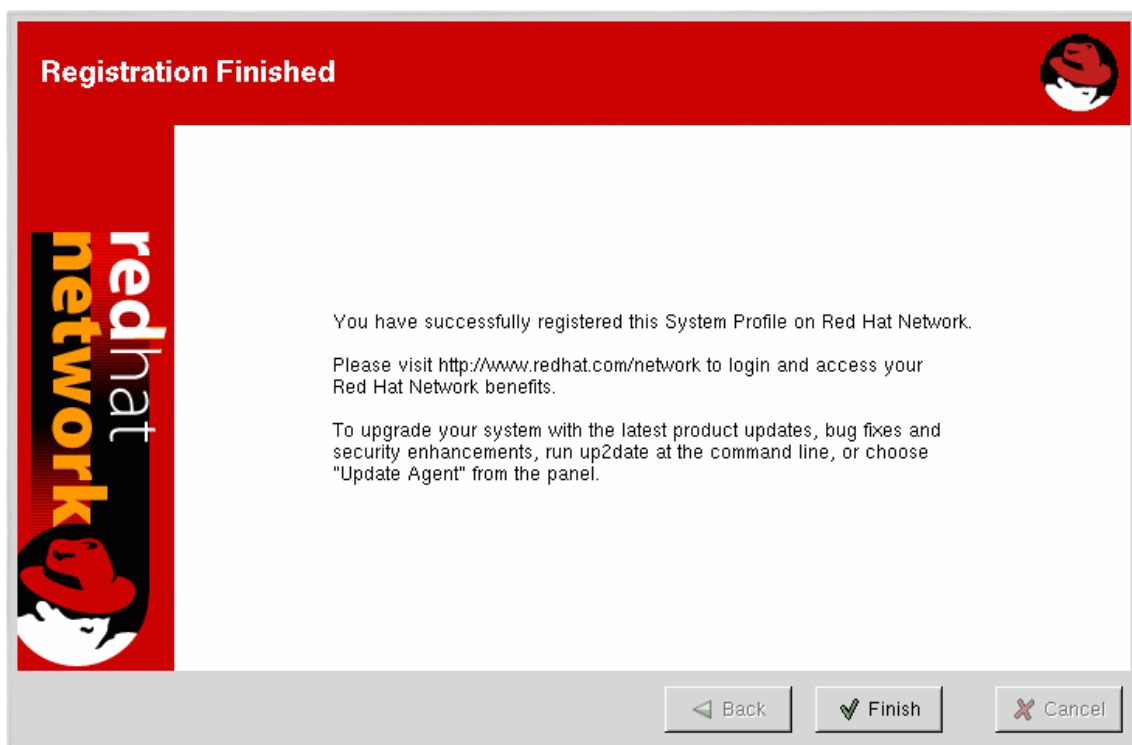 Registration Finished
redhat
network
You have successfully registered this System Profile on Red Hat Network.
Please visit http://www.redhat.com/network to login and access your
Red Hat Network benefits.
To upgrade your system with the latest product updates, bug fixes and
security enhancements, run up2date at the command line, or choose
"Update Agent" from the panel.
Back
Finish
Cancel